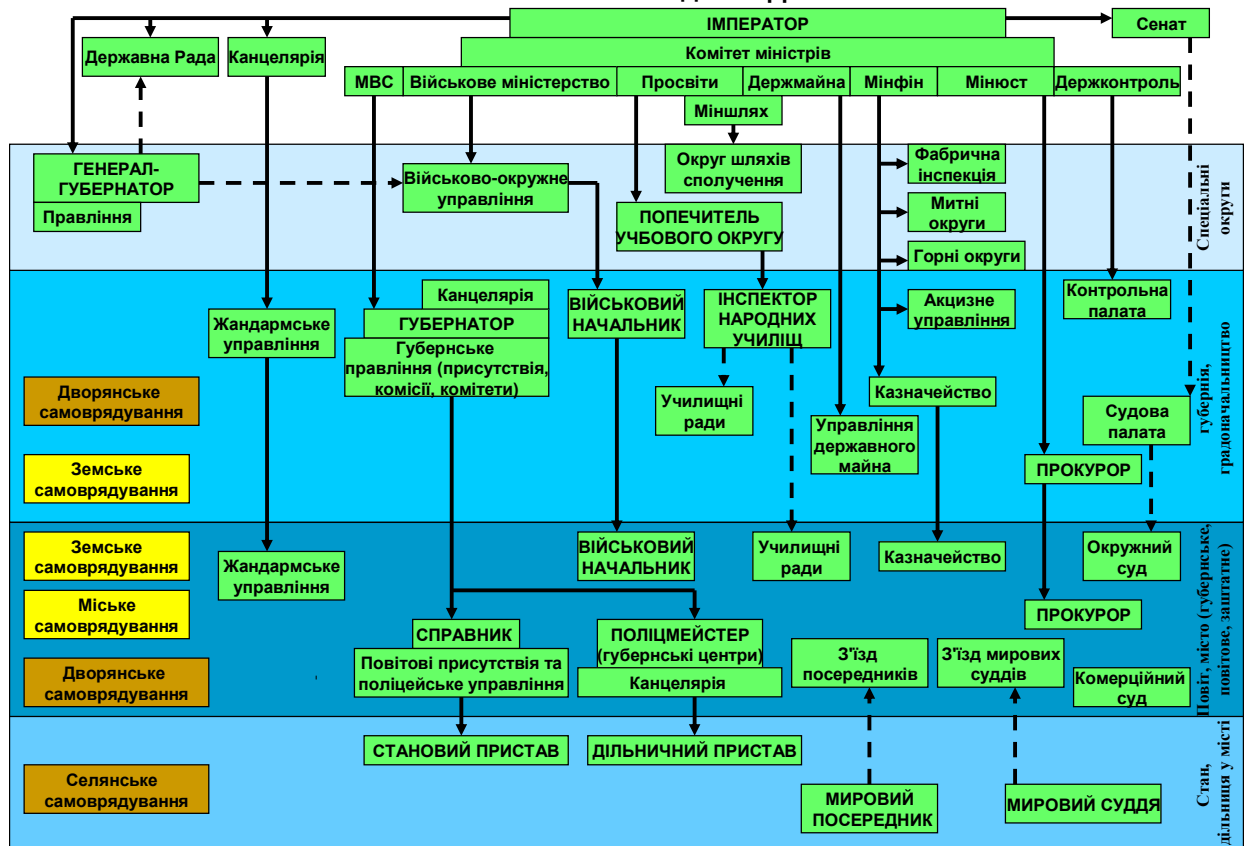 ІМПЕРАТОР
Сенат
Державна Рада
Канцелярія
Комітет міністрів
МВС
Військове міністерство
Просвіти
Держмайна
Мінфін
Мінюст
Держконтроль
Міншлях
ГЕНЕРАЛ-
ГУБЕРНАТОР
Правління
Військово-окружне
управління
Округ шляхів
сполучення
Фабрична
інспекція
ПОПЕЧИТЕЛЬ
УЧБОВОГО ОКРУГУ
Митні
округи
Горні округи
Спеціальні
округи
Жандармське
управління
Канцелярія
ГУБЕРНАТОР
Губернське
правління (присутствія,
комісії, комітети)
ВІЙСЬКОВИЙ
НАЧАЛЬНИК
ІНСПЕКТОР
НАРОДНИХ
УЧИЛІЩ
Акцизне
управління
Контрольна
палата
Дворянське
самоврядування
Училищні
ради
Казначейство
Управління
державного
майна
Судова
палата
Земське
самоврядування
ПРОКУРОР
губернія,
градоначальництво
Земське
самоврядування
Жандармське
управління
ВІЙСЬКОВИЙ
НАЧАЛЬНИК
Училищні
ради
Казначейство
Окружний
суд
Міське
самоврядування
ПРОКУРОР
СПРАВНИК
Повітові присутствія та
поліцейське управління
ПОЛІЦМЕЙСТЕР
(губернські центри)
Канцелярія
З'їзд
посередників
З'їзд мирових
суддів
Комерційний
суд
Дворянське
самоврядування
Повіт, місто (губернське,
повітове, заштатне)
СТАНОВИЙ ПРИСТАВ
ДІЛЬНИЧНИЙ ПРИСТАВ
Селянське
самоврядування
МИРОВИЙ
ПОСЕРЕДНИК
МИРОВИЙ СУДДЯ
Стан,
дільниця у місті